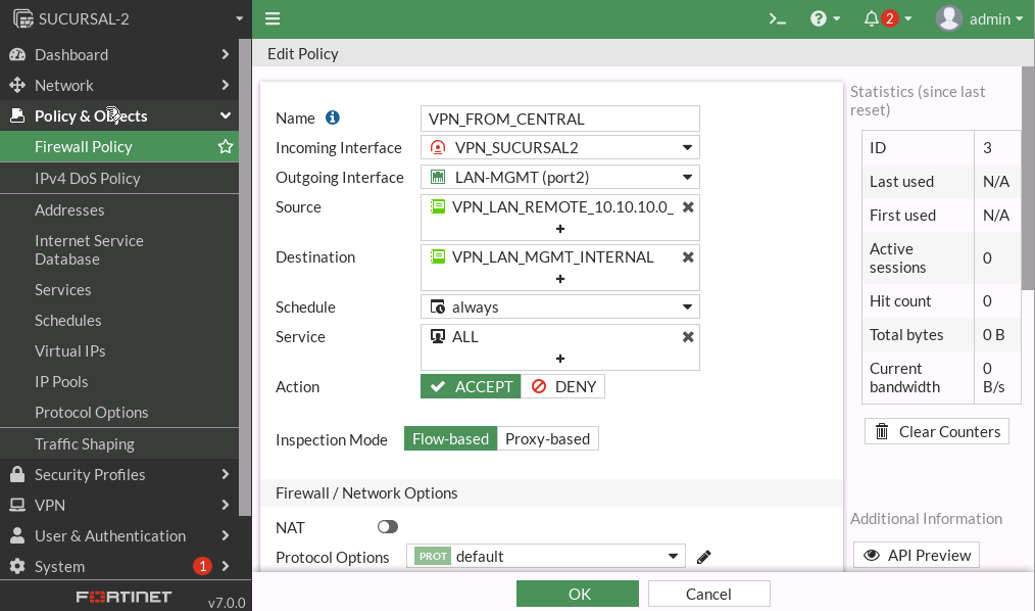 SUCURSAL-2
2
admin
Dashboard
Network
Policy & Objects
Firewall Policy
IPv4 DoS Policy
Addresses
Internet Service
Database
Services
Schedules
Virtual IPs
IP Pools
Protocol Options
Traffic Shaping
Security Profiles
VPN
User & Authentication
System 1
FORTINET v7.0.0
Edit Policy
Name VPN_FROM_CENTRAL
Incoming Interface VPN_SUCURSAL2
Outgoing Interface LAN-MGMT (port2)
Source VPN_LAN_REMOTE_10.10.10.0_
+
Destination VPN_LAN_MGMT_INTERNAL
+
Schedule always
Service ALL
+
Action ACCEPT DENY
Inspection Mode Flow-based Proxy-based
Firewall / Network Options
NAT
Protocol Options PROT default
OK Cancel
Statistics (since last
reset)
ID 3
Last used N/A
First used N/A
Active
sessions 0
Hit count 0
Total bytes 0 B
Current 0
bandwidth B/s
Clear Counters
Additional Information
API Preview